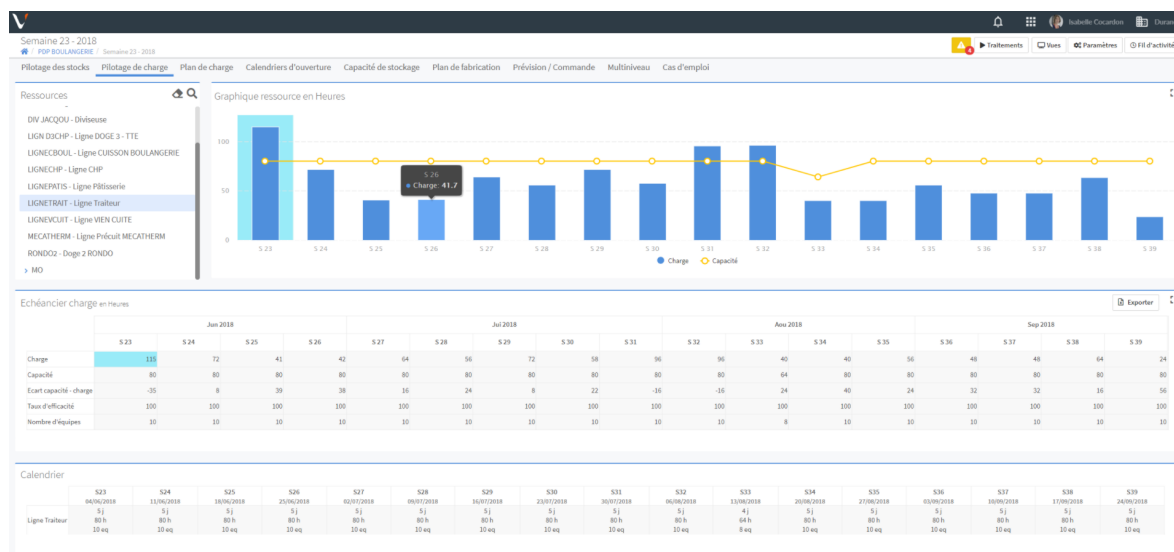 Isabelle Cocardon Duran
Semaine 23 - 2018
PDP BOULANGERIE / Semaine 23 - 2018
4 Traitements Vues Paramètres Fil d'activité
Pilotage des stocks Pilotage de charge Plan de charge Calendriers d'ouverture Capacité de stockage Plan de fabrication Prévision / Commande Multiniveau Cas d'emploi
Ressources
DIV JACQOU - Diviseuse
LIGN D3CHP - Ligne DOGE 3 - TTE
LIGNECBOUL - Ligne CUISSON BOULANGERIE
LIGNECHP - Ligne CHP
LIGNEPATIS - Ligne Pâtisserie
LIGNETRAIT - Ligne Traiteur
LIGNEVCUIT - Ligne VIEN CUITE
MECATHERM - Ligne Précuit MECATHERM
RONDO2 - Doge 2 RONDO
> MO
Graphique ressource en Heures
100
50
0
S 26
Charge: 41.7
S 23 S 24 S 25 S 26 S 27 S 28 S 29 S 30 S 31 S 32 S 33 S 34 S 35 S 36 S 37 S 38 S 39
Charge Capacité
Echéancier charge en Heures
Exporter
Jun 2018 Jul 2018 Aou 2018 Sep 2018
S 23 S 24 S 25 S 26 S 27 S 28 S 29 S 30 S 31 S 32 S 33 S 34 S 35 S 36 S 37 S 38 S 39
Charge 115 72 41 42 64 56 72 58 96 96 40 40 56 48 48 64 24
Capacité 80 80 80 80 80 80 80 80 80 80 64 80 80 80 80 80 80
Ecart capacité - charge -35 8 39 38 16 24 8 22 -16 -16 24 40 24 32 32 16 56
Taux d'efficacité 100 100 100 100 100 100 100 100 100 100 100 100 100 100 100 100 100
Nombre d'équipes 10 10 10 10 10 10 10 10 10 10 8 10 10 10 10 10 10
Calendrier
S23 S24 S25 S26 S27 S28 S29 S30 S31 S32 S33 S34 S35 S36 S37 S38 S39
04/06/2018 11/06/2018 18/06/2018 25/06/2018 02/07/2018 09/07/2018 16/07/2018 23/07/2018 30/07/2018 06/08/2018 13/08/2018 20/08/2018 27/08/2018 03/09/2018 10/09/2018 17/09/2018 24/09/2018
5 j 5 j 5 j 5 j 5 j 5 j 5 j 5 j 5 j 5 j 4 j 5 j 5 j 5 j 5 j 5 j 5 j
Ligne Traiteur 80 h 80 h 80 h 80 h 80 h 80 h 80 h 80 h 80 h 80 h 64 h 80 h 80 h 80 h 80 h 80 h 80 h
10 eq 10 eq 10 eq 10 eq 10 eq 10 eq 10 eq 10 eq 10 eq 10 eq 8 eq 10 eq 10 eq 10 eq 10 eq 10 eq 10 eq